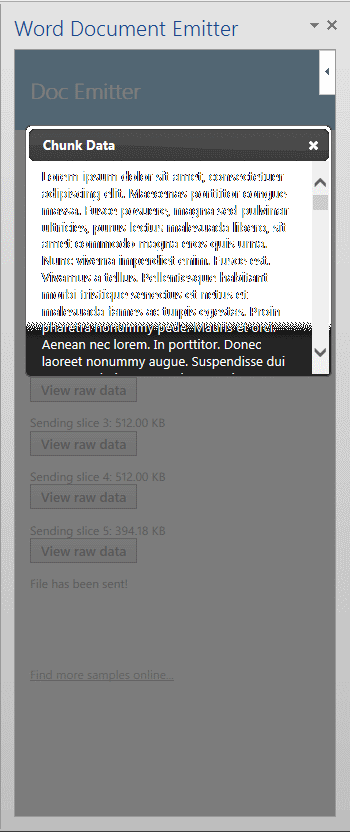 Word Document Emitter
Doc Emitter
Chunk Data
Lorem ipsum dolor sit amet, consectetuer
adipiscing elit. Maecenas porttitor congue
massa. Fusce posuere, magna sed pulvinar
ultricies, purus lectus malesuada libero, sit
amet commodo magna eros quis urna.
Nunc viverra imperdiet enim. Fusce est.
Vivamus a tellus. Pellentesque habitant
morbi tristique senectus et netus et
malesuada fames ac turpis egestas. Proin
pharetra nonummy pede. Mauris et orci.
Aenean nec lorem. In porttitor. Donec
laoreet nonummy augue. Suspendisse dui
View raw data
Sending slice 3: 512.00 KB
View raw data
Sending slice 4: 512.00 KB
View raw data
Sending slice 5: 394.18 KB
View raw data
File has been sent!
Find more samples online...